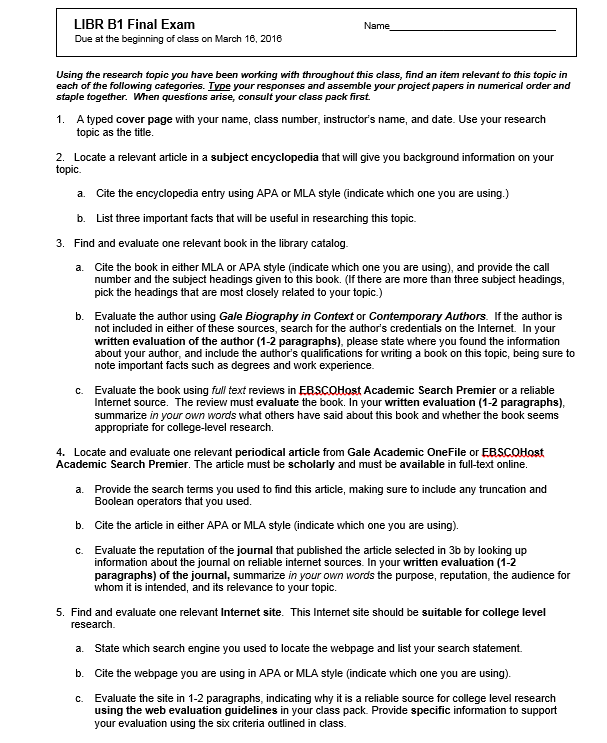 LIBR B1 Final Exam
Name
Due at the beginning of class on March 16, 2016
Using the research topic you have been working with throughout this class, find an item relevant to this topic in
each of the following categories. Type your responses and assemble your project papers in numerical order and
staple together. When questions arise, consult your class pack first.
1. A typed cover page with your name, class number, instructor's name, and date. Use your research
topic as the title.
2. Locate a relevant article in a subject encyclopedia that will give you background information on your
topic.
a. Cite the encyclopedia entry using APA or MLA style (indicate which one you are using.)
b. List three important facts that will be useful in researching this topic.
3. Find and evaluate one relevant book in the library catalog.
a. Cite the book in either MLA or APA style (indicate which one you are using), and provide the call
number and the subject headings given to this book. (If there are more than three subject headings,
pick the headings that are most closely related to your topic.)
b. Evaluate the author using Gale Biography in Context or Contemporary Authors. If the author is
not included in either of these sources, search for the author's credentials on the Internet. In your
written evaluation of the author (1-2 paragraphs), please state where you found the information
about your author, and include the author's qualifications for writing a book on this topic, being sure to
note important facts such as degrees and work experience.
c. Evaluate the book using full text reviews in EBSCOHost Academic Search Premier or a reliable
Internet source. The review must evaluate the book. In your written evaluation (1-2 paragraphs),
summarize in your own words what others have said about this book and whether the book seems
appropriate for college-level research.
4. Locate and evaluate one relevant periodical article from Gale Academic OneFile or EBSCOHost
Academic Search Premier. The article must be scholarly and must be available in full-text online.
a. Provide the search terms you used to find this article, making sure to include any truncation and
Boolean operators that you used.
b. Cite the article in either APA or MLA style (indicate which one you are using).
c. Evaluate the reputation of the journal that published the article selected in 3b by looking up
information about the journal on reliable internet sources. In your written evaluation (1-2
paragraphs) of the journal, summarize in your own words the purpose, reputation, the audience for
whom it is intended, and its relevance to your topic.
5. Find and evaluate one relevant Internet site. This Internet site should be suitable for college level
research.
a. State which search engine you used to locate the webpage and list your search statement.
b. Cite the webpage you are using in APA or MLA style (indicate which one you are using).
c. Evaluate the site in 1-2 paragraphs, indicating why it is a reliable source for college level research
using the web evaluation guidelines in your class pack. Provide specific information to support
your evaluation using the six criteria outlined in class.